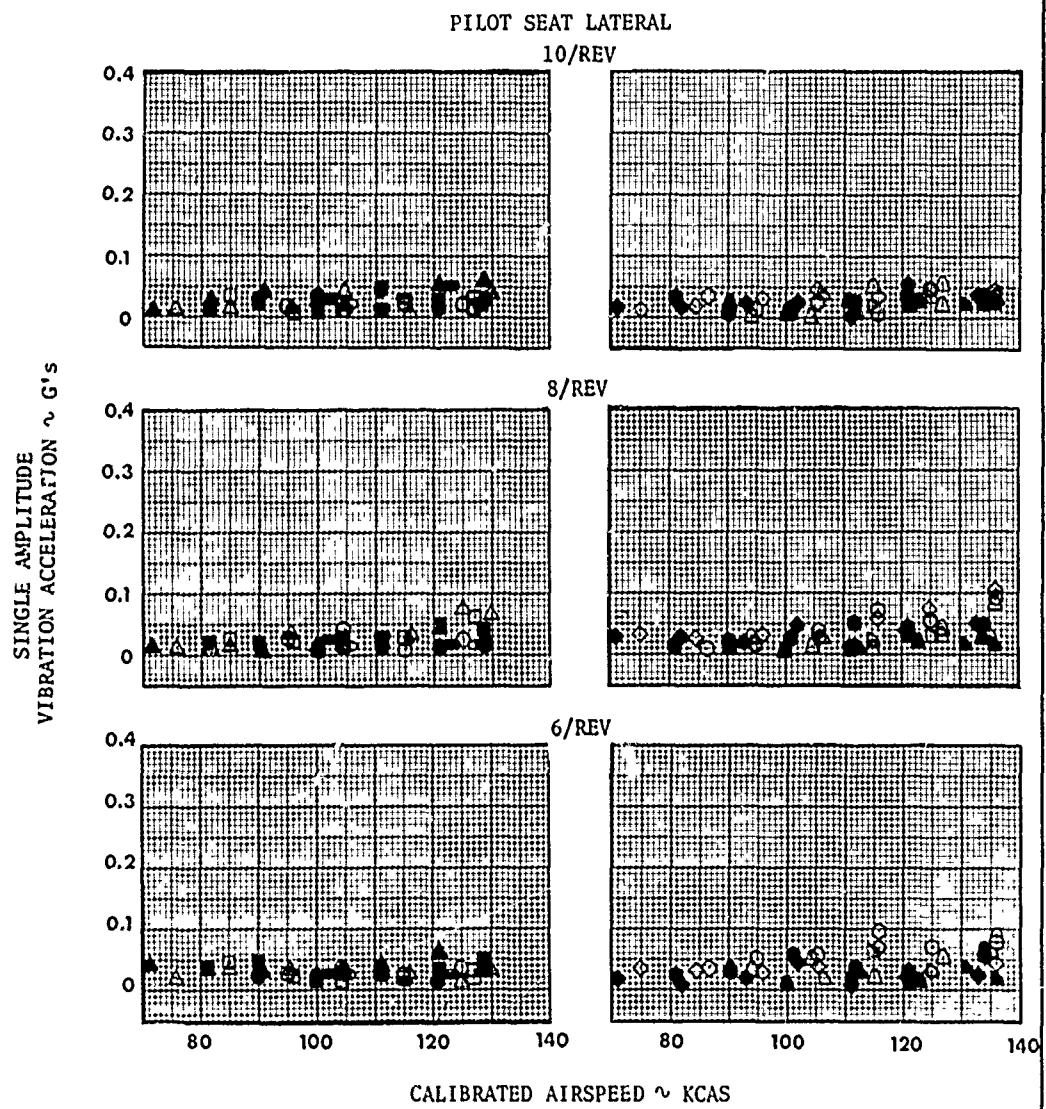 PILOT SEAT LATERAL
10/REV
0.4
0.3
0.2
0.1
0
8/REV
0.4
0.3
0.2
0.1
0
SINGLE AMPLITUDE
VIBRATION ACCELERATION ~ G's
6/REV
0.4
0.3
0.2
0.1
0
80 100 120 140 80 100 120 140
CALIBRATED AIRSPEED ~ KCAS